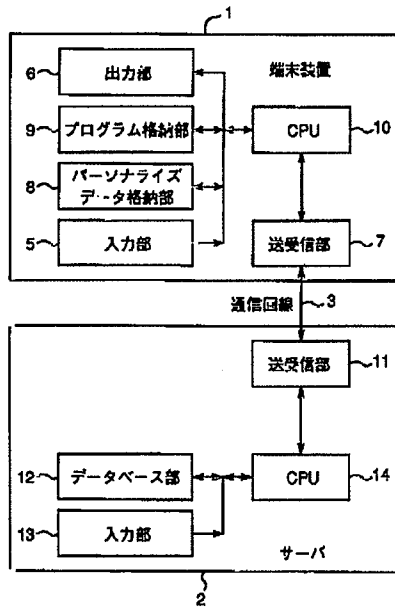 1
6
出力部
端末装置
9
プログラム格納部
CPU
10
8
パーソナライズ
データ格納部
5
入力部
送受信部
7
通信回線
3
送受信部
11
12
データベース部
CPU
14
13
入力部
サーバ
2